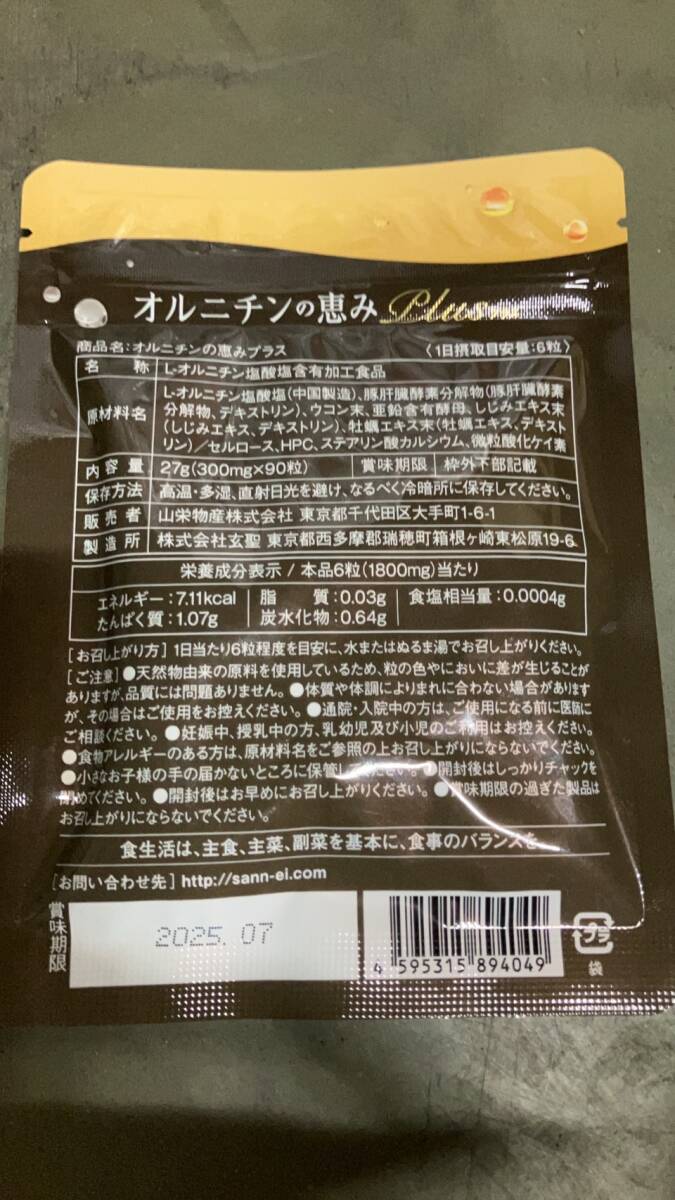 オルニチンの恵み Plus
商品名:オルニチンの恵みプラス 〈1日摂取目安量:6粒〉
名称 L-オルニチン塩酸塩含有加工食品
原材料名 L-オルニチン塩酸塩(中国製造)、豚肝臓酵素分解物(豚肝臓酵素
分解物、デキストリン)、ウコン末、亜鉛含有酵母、しじみエキス末
(しじみエキス、デキストリン)、牡蠣エキス末(牡蠣エキス、デキスト
リン)/セルロース、HPC、ステアリン酸カルシウム、微粒酸化ケイ素
内容量 27g(300mg×90粒) 賞味期限 枠外下部記載
保存方法 高温・多湿、直射日光を避け、なるべく冷暗所に保存してください。
販売者 山栄物産株式会社 東京都千代田区大手町1-6-1
製造所 株式会社玄聖 東京都西多摩郡瑞穂町箱根ヶ崎東松原19-6
栄養成分表示 / 本品6粒(1800mg)当たり
エネルギー:7.11kcal 脂質:0.03g 食塩相当量:0.0004g
たんぱく質:1.07g 炭水化物:0.64g
[お召し上がり方] 1日当たり6粒程度を目安に、水またはぬるま湯でお召し上がりください。
[ご注意] ●天然物由来の原料を使用しているため、粒の色やにおいに差が生じることが
ありますが、品質には問題ありません。 ●体質や体調によりまれに合わない場合があります
が、その場合はご使用をお控えください。 ●通院・入院中の方は、ご使用になる前に医師に
ご相談ください。 ●妊娠中、授乳中の方、乳幼児及び小児のご利用はお控えください。
●食物アレルギーのある方は、原材料名をご参照の上お召し上がりにならないでください。
●小さなお子様の手の届かないところに保管してください。 ●開封後はしっかりチャックを
閉めてください。 ●開封後はお早めにお召し上がりください。 ●賞味期限の過ぎた製品は
お召し上がりにならないでください。
食生活は、主食、主菜、副菜を基本に、食事のバランスを
[お問い合わせ先] http://sann-ei.com
賞味期限 2025.07
4 595315 894049
プラ
袋